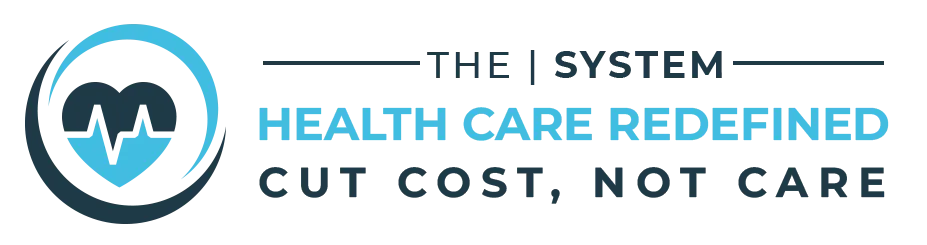 THE | SYSTEM
HEALTH CARE REDEFINED
CUT COST, NOT CARE